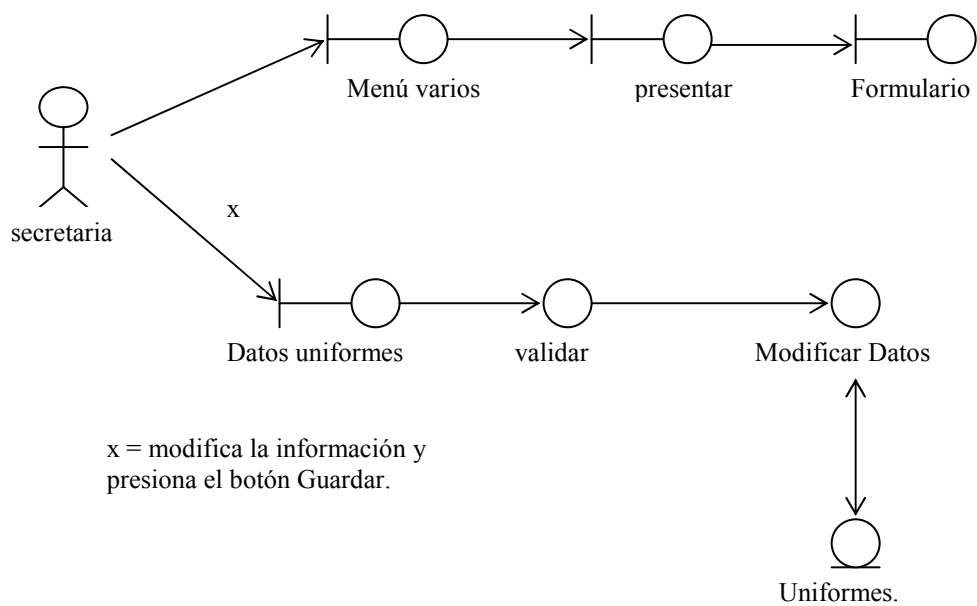 Menú varios
presentar
Formulario
secretaria
x
Datos uniformes
validar
Modificar Datos
x = modifica la información y
presiona el botón Guardar.
Uniformes.